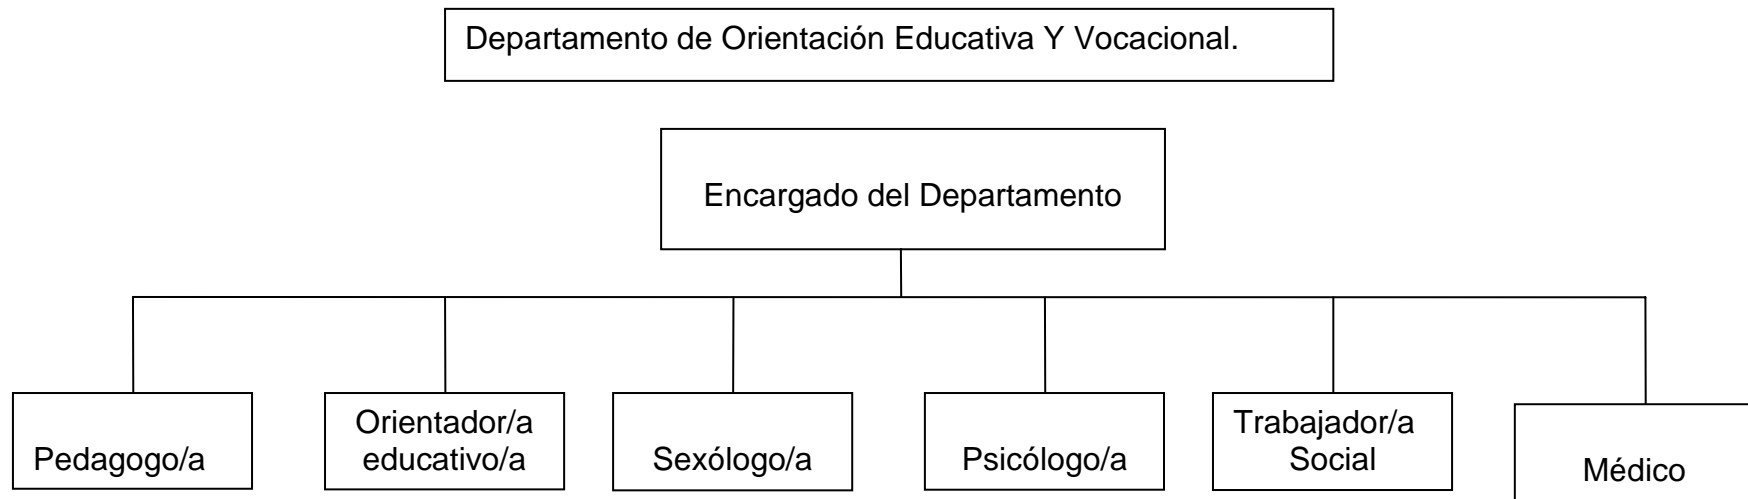 Departamento de Orientación Educativa Y Vocacional.
Encargado del Departamento
Pedagogo/a
Orientador/a
educativo/a
Sexólogo/a
Psicólogo/a
Trabajador/a
Social
Médico